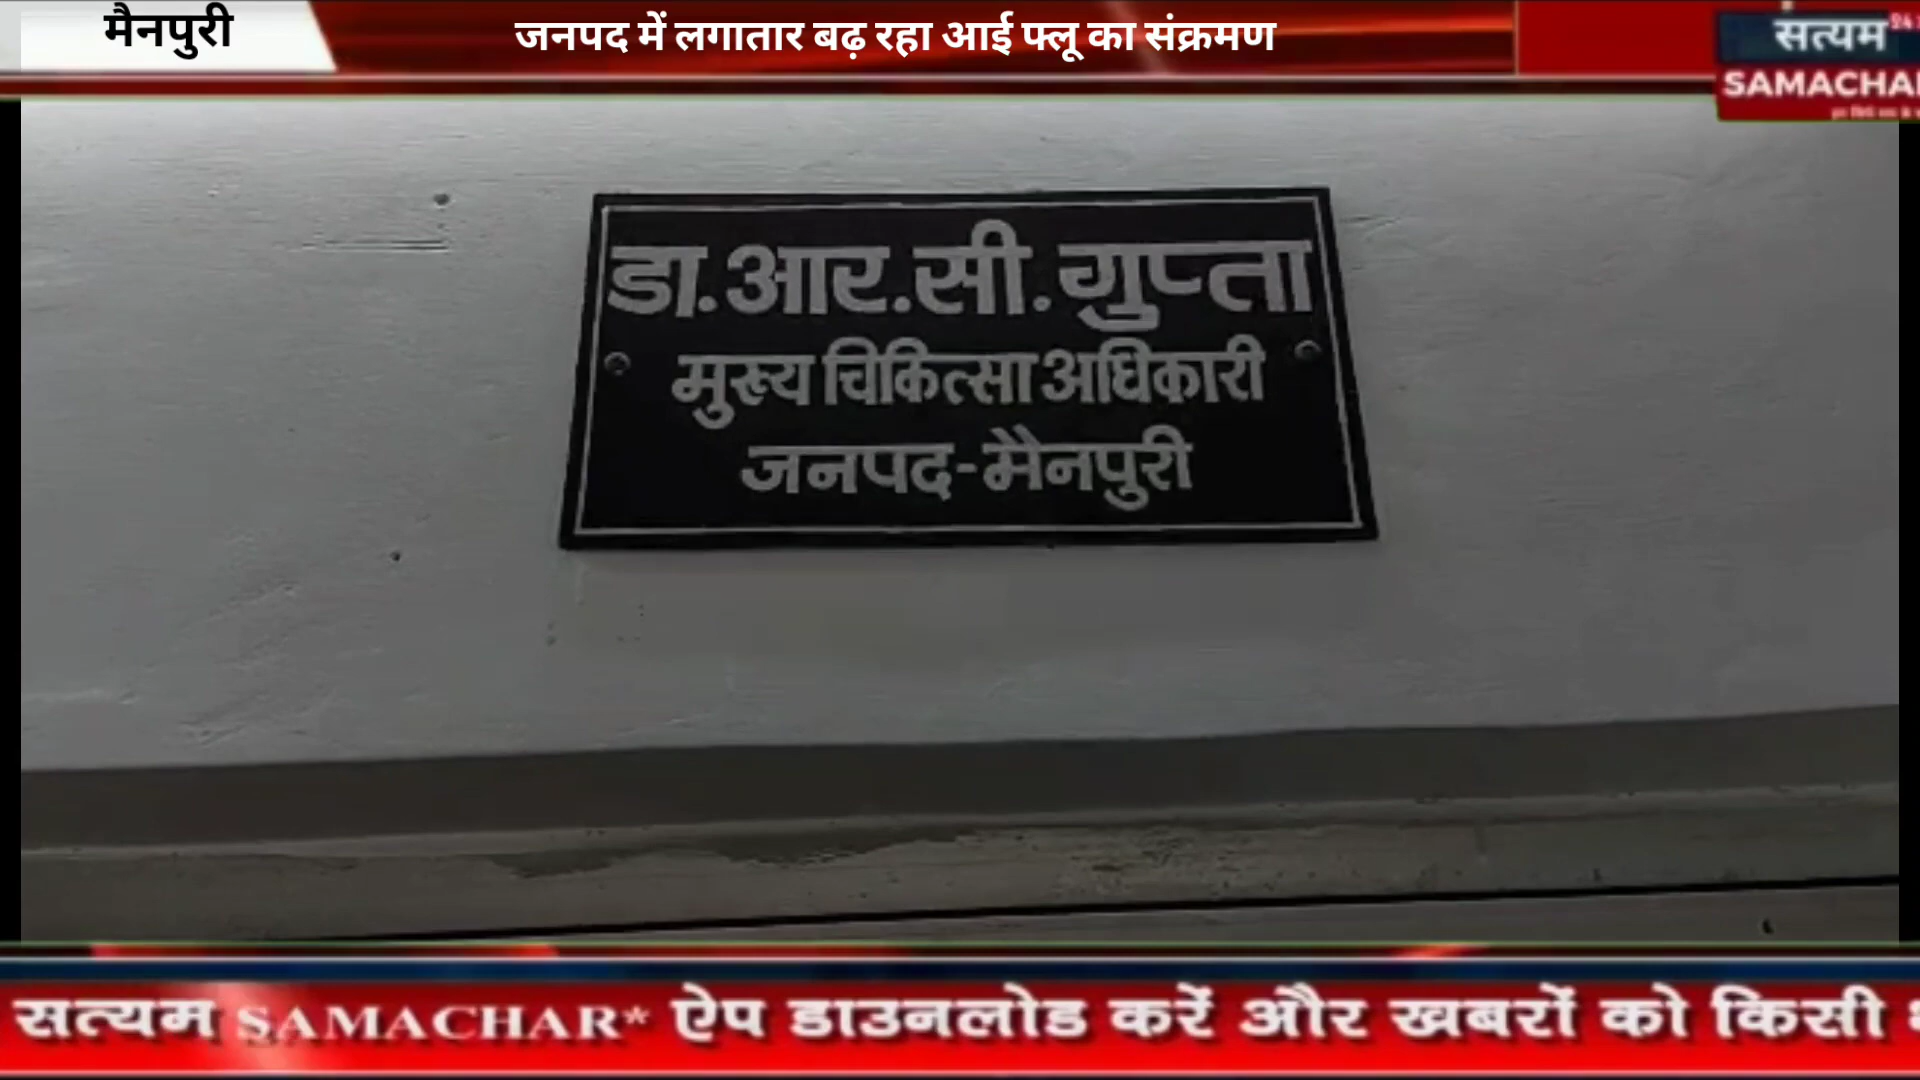 मैनपुरी
जनपद में लगातार बढ़ रहा आई फ्लू का संक्रमण
सत्यम
24
SAMACHAR
डा.आर.सी.गुप्ता
मुख्य चिकित्सा अधिकारी
जनपद-मैनपुरी
सत्यम SAMACHAR* ऐप डाउनलोड करें और खबरों को किसी